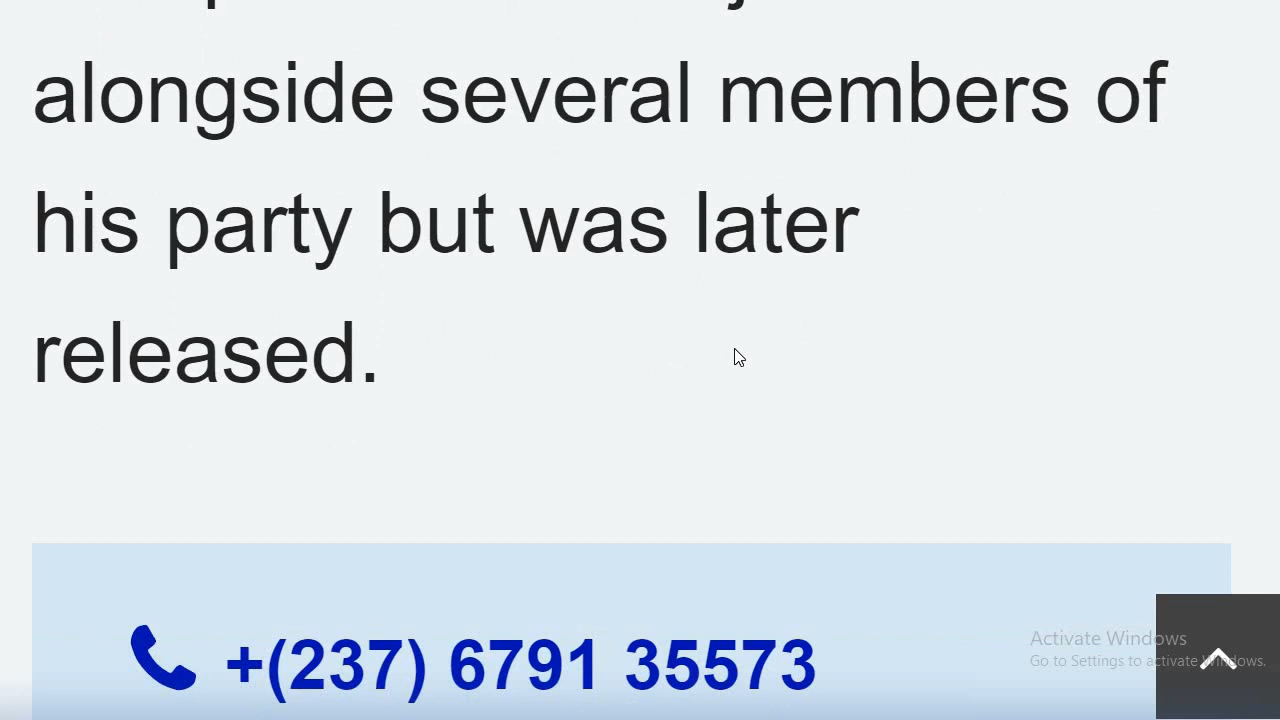 alongside several members of
his party but was later
released.
+(237) 6791 35573
Activate Windows
Go to Settings to activate Windows.